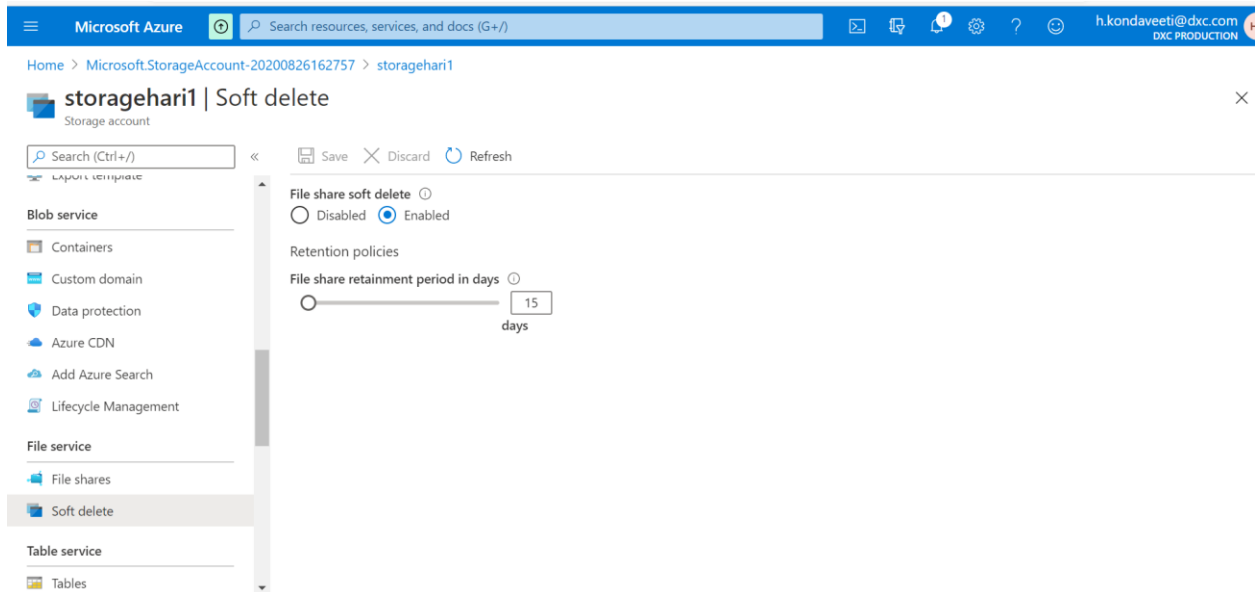 Microsoft Azure
Search resources, services, and docs (G+/)
1
h.kondaveeti@dxc.com
DXC PRODUCTION
H
Home > Microsoft.StorageAccount-20200826162757 > storagehari1
storagehari1 | Soft delete
Storage account
Search (Ctrl+/)
«
Save
Discard
Refresh
Export template
Blob service
Containers
Custom domain
Data protection
Azure CDN
Add Azure Search
Lifecycle Management
File service
File shares
Soft delete
Table service
Tables
File share soft delete
Disabled
Enabled
Retention policies
File share retainment period in days
15
days